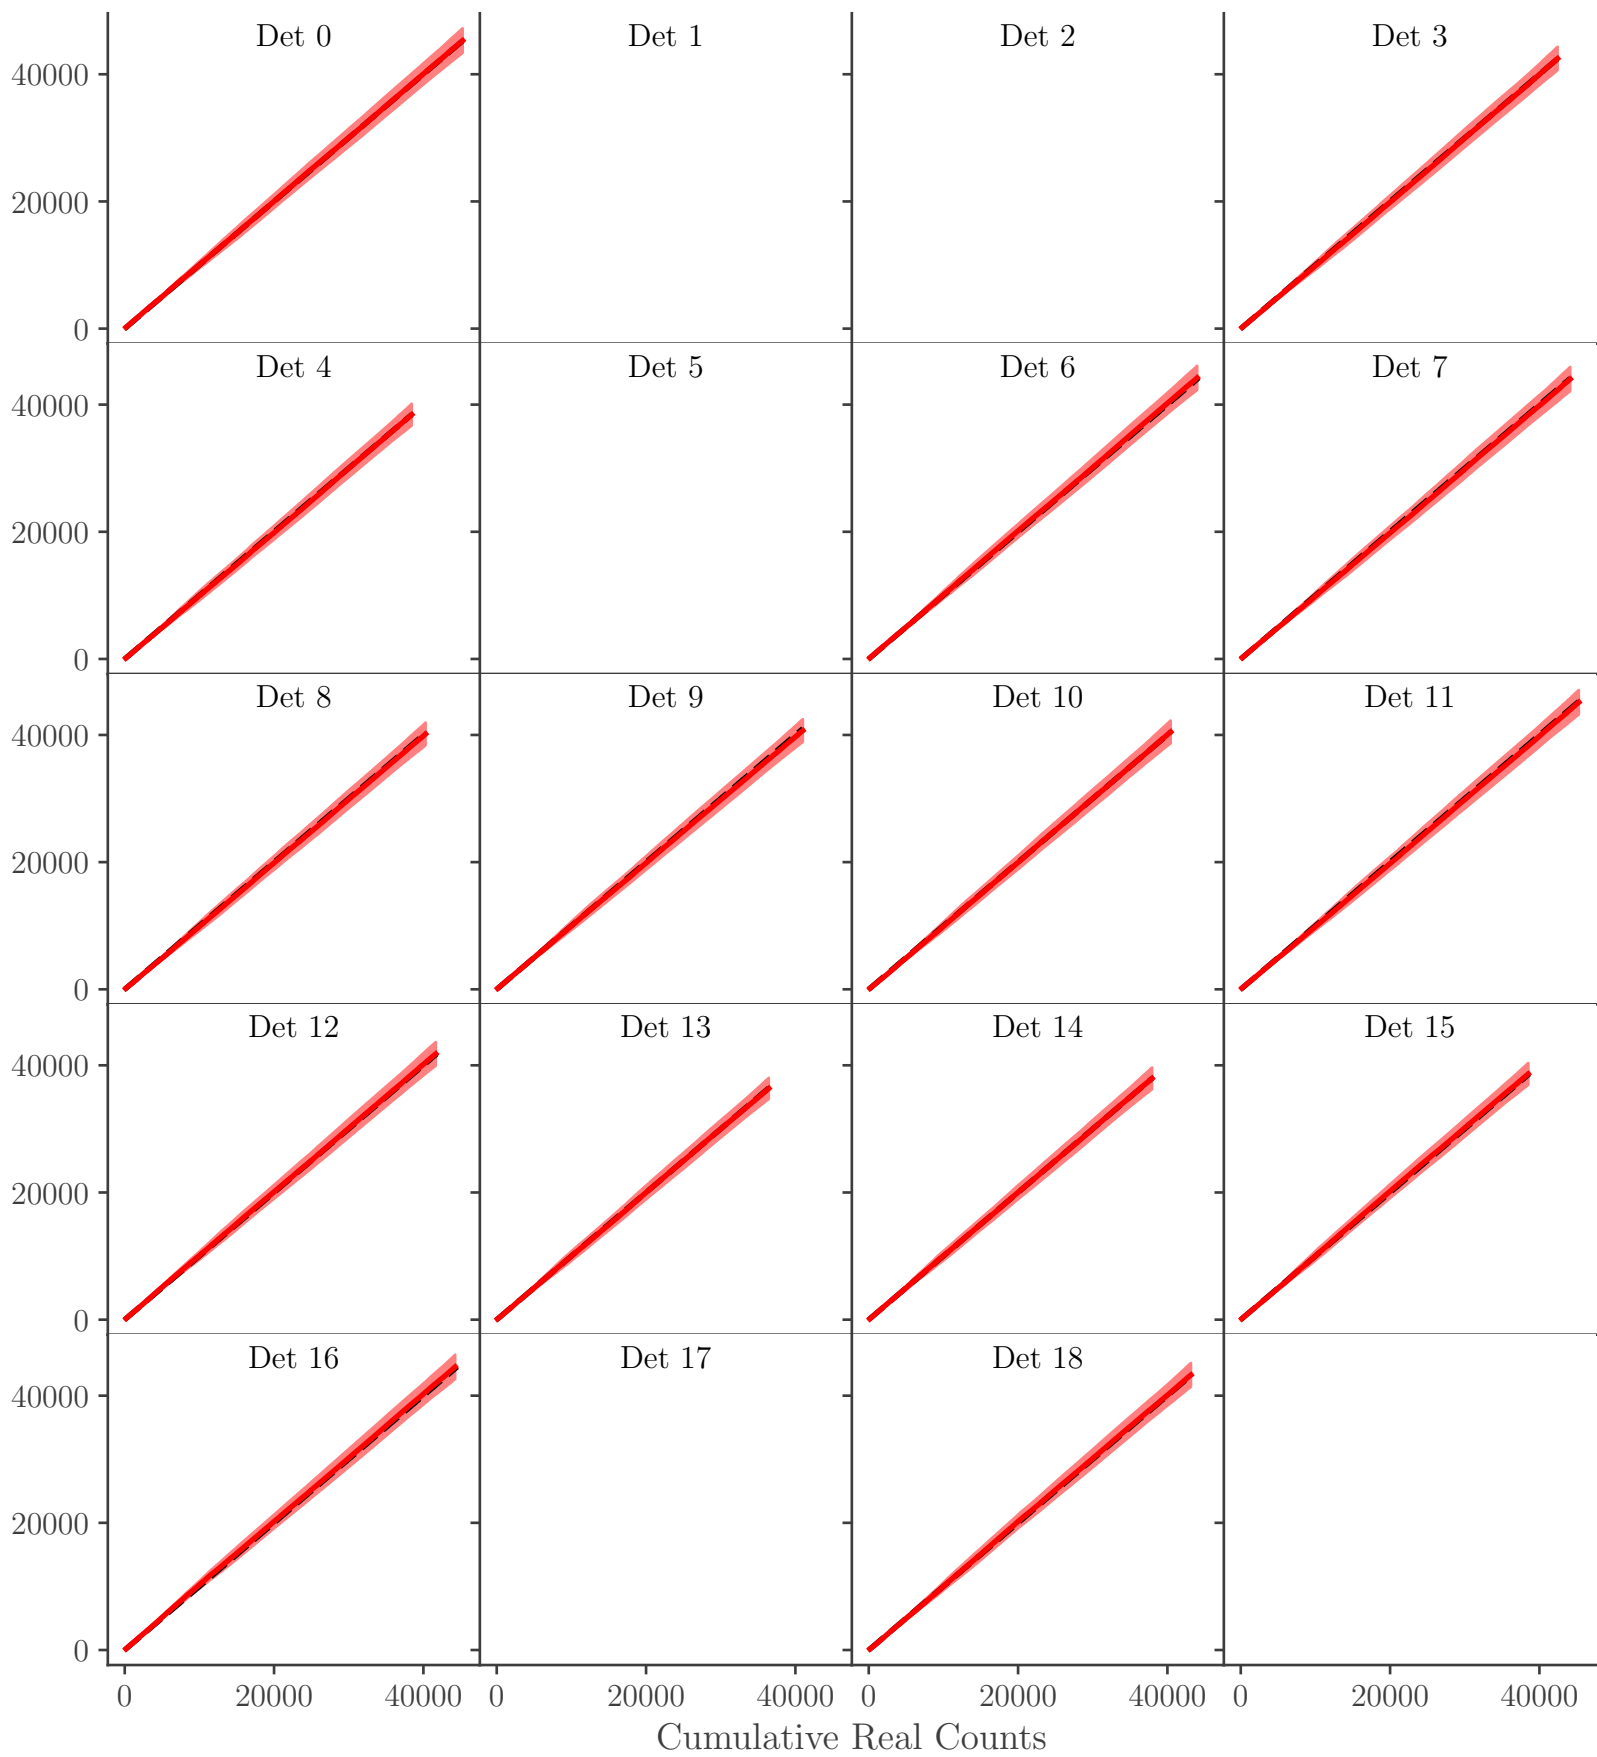 Det 0 Det 1 Det 2 Det 3
40000
20000
0
Det 4 Det 5 Det 6 Det 7
40000
20000
0
Det 8 Det 9 Det 10 Det 11
40000
20000
0
Det 12 Det 13 Det 14 Det 15
40000
20000
0
Det 16 Det 17 Det 18
40000
20000
0
0 20000 40000 0 20000 40000 0 20000 40000 0 20000 40000
Cumulative Real Counts